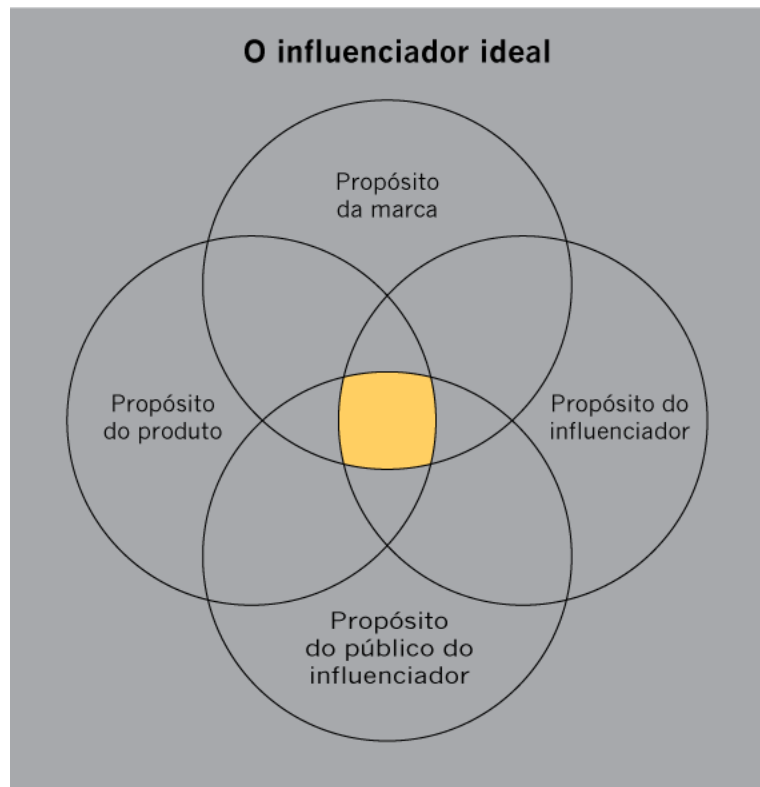 O influenciador ideal
Propósito
da marca
Propósito
do produto
Propósito do
influenciador
Propósito
do público do
influenciador